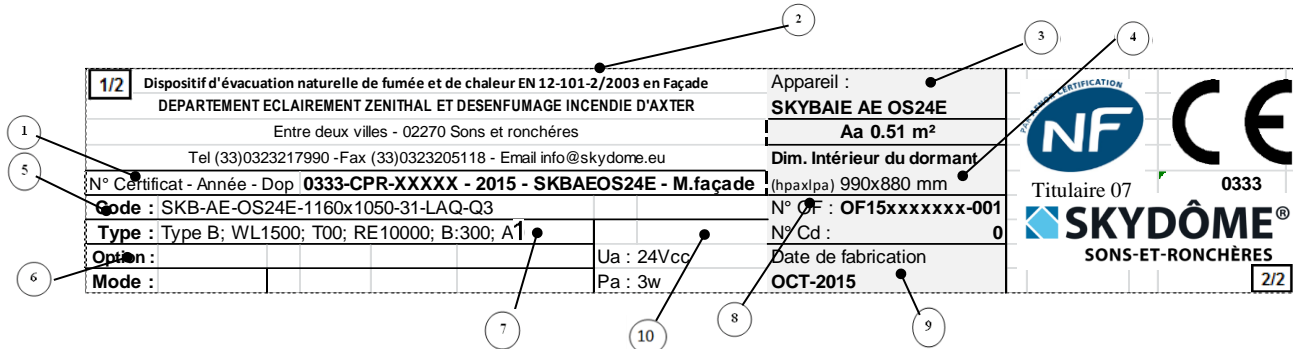 2
3
4
1/2 Dispositif d'évacuation naturelle de fumée et de chaleur EN 12-101-2/2003 en Façade
DEPARTEMENT ECLAIREMENT ZENITHAL ET DESENFUMAGE INCENDIE D'AXTER
Entre deux villes - 02270 Sons et ronchéres
Tel (33)0323217990 -Fax (33)0323205118 - Email info@skydome.eu
1
5
N° Certificat - Année - Dop 0333-CPR-XXXXX - 2015 - SKBAEOS24E - M.façade
Code : SKB-AE-OS24E-1160x1050-31-LAQ-Q3
Type : Type B; WL1500; T00; RE10000; B:300; A1
6
Option : Ua : 24Vcc
Mode : Pa : 3w
7
10
Appareil :
SKYBAIE AE OS24E
Aa 0.51 m²
Dim. Intérieur du dormant
(hpaxlpa) 990x880 mm
N° OF : OF15xxxxxxx-001
N° Cd : 0
Date de fabrication
OCT-2015
8
9
PAR AFNOR CERTIFICATION
NF
CE
Titulaire 07
0333
SKYDÔME®
SONS-ET-RONCHÈRES
2/2